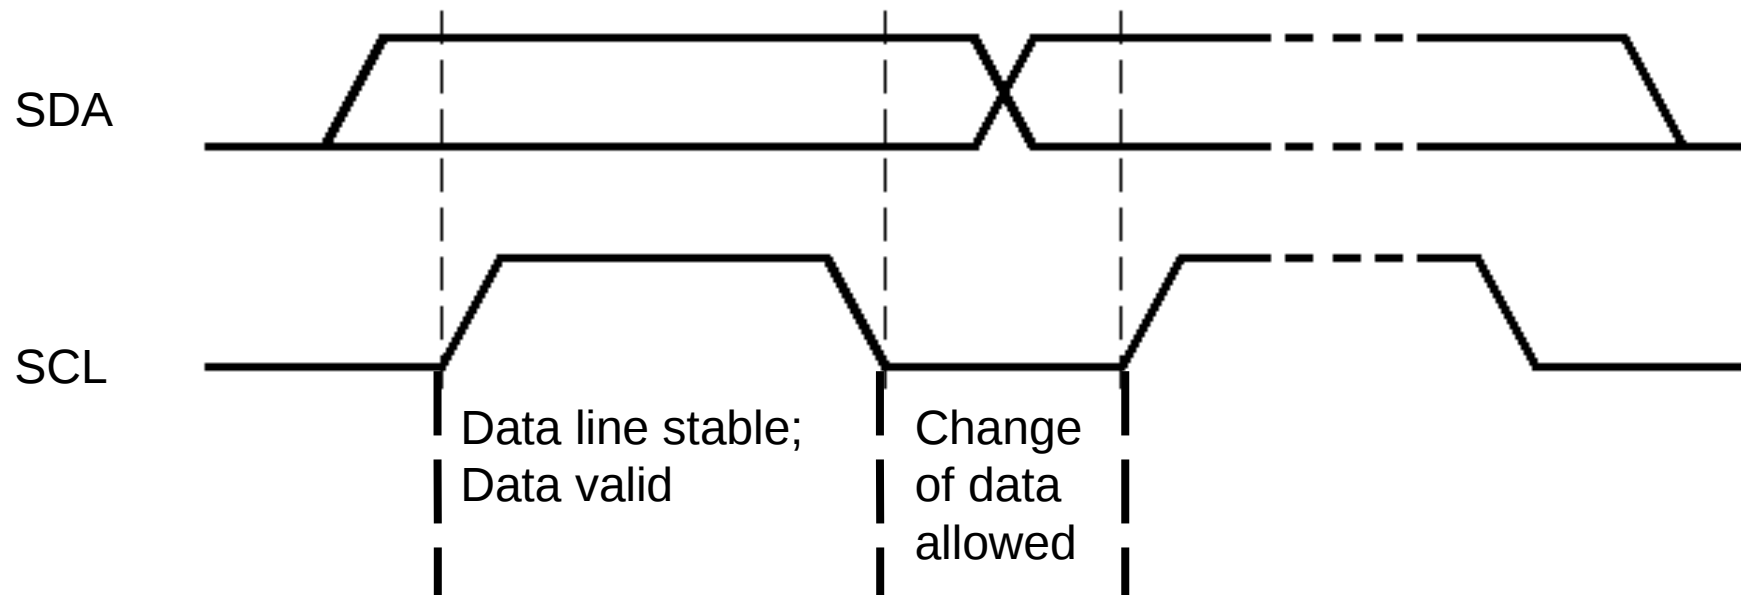 SDA
SCL
Data line stable;
Data valid
Change
of data
allowed